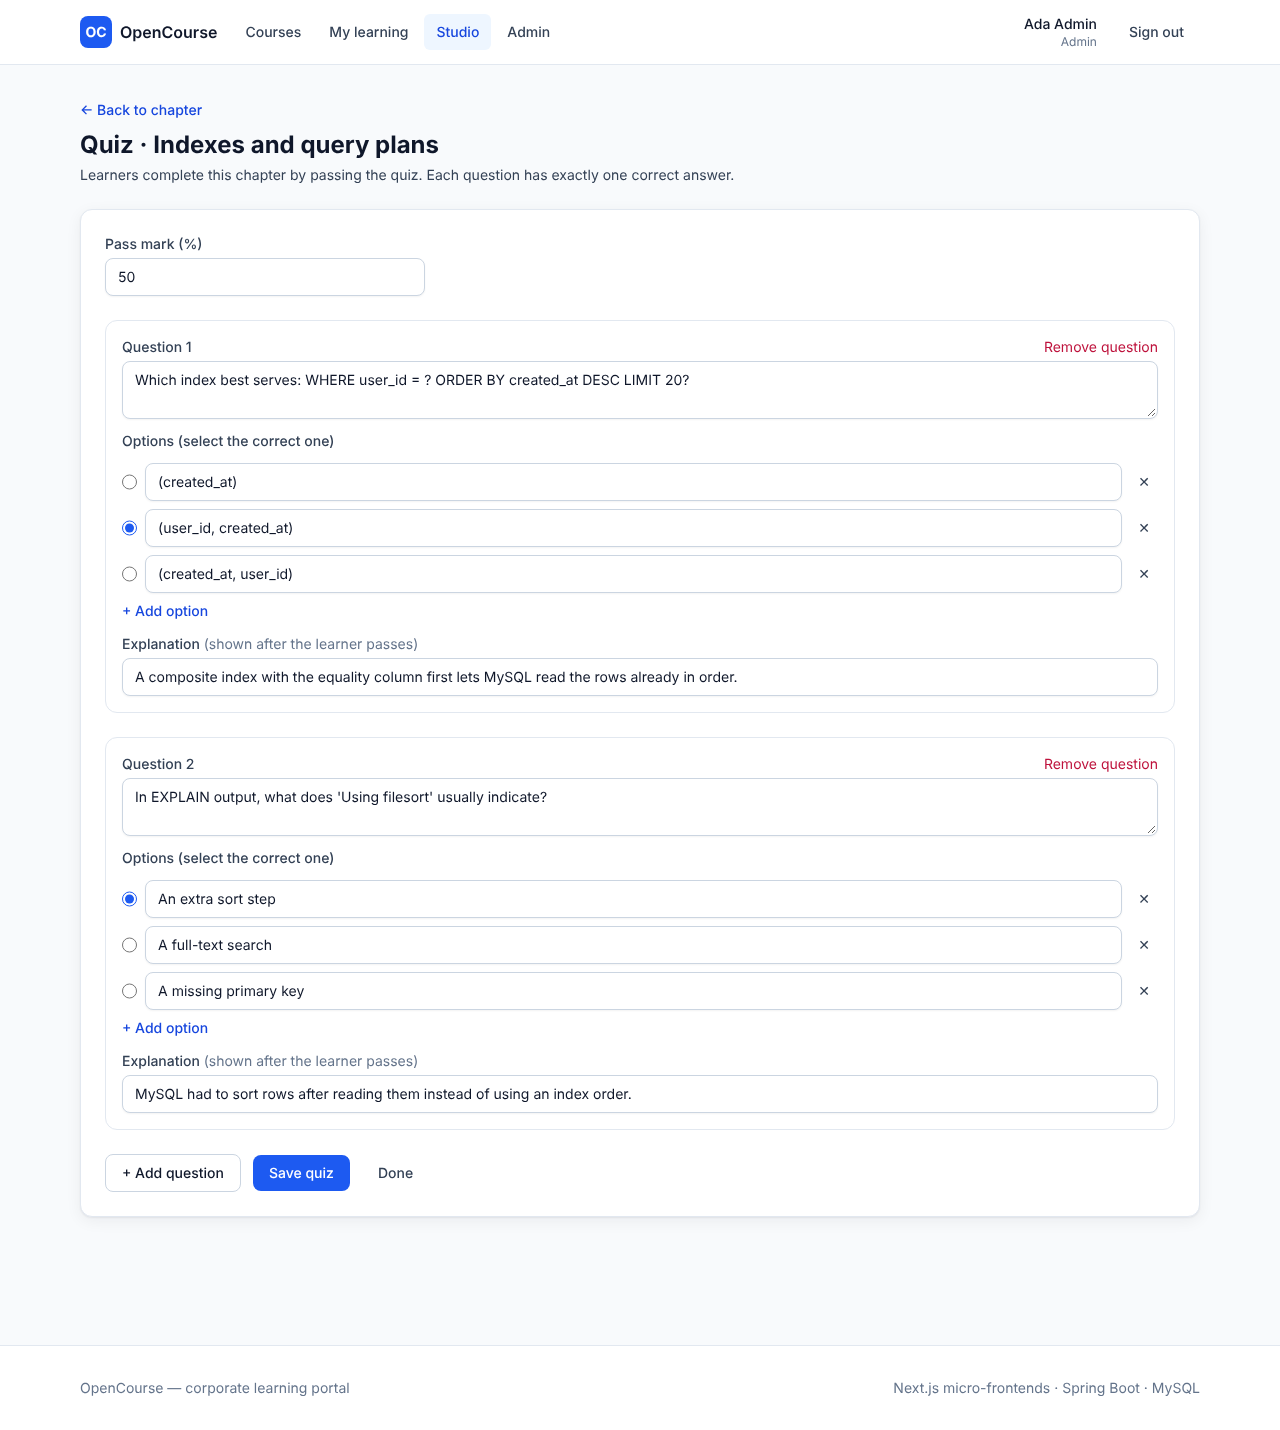 OC OpenCourse Courses My learning Studio Admin Ada Admin Sign out
Admin
← Back to chapter
Quiz · Indexes and query plans
Learners complete this chapter by passing the quiz. Each question has exactly one correct answer.
Pass mark (%)
50
Question 1 Remove question
Which index best serves: WHERE user_id = ? ORDER BY created_at DESC LIMIT 20?
Options (select the correct one)
(created_at) ✕
(user_id, created_at) ✕
(created_at, user_id) ✕
+ Add option
Explanation (shown after the learner passes)
A composite index with the equality column first lets MySQL read the rows already in order.
Question 2 Remove question
In EXPLAIN output, what does 'Using filesort' usually indicate?
Options (select the correct one)
An extra sort step ✕
A full-text search ✕
A missing primary key ✕
+ Add option
Explanation (shown after the learner passes)
MySQL had to sort rows after reading them instead of using an index order.
+ Add question Save quiz Done
OpenCourse — corporate learning portal Next.js micro-frontends · Spring Boot · MySQL